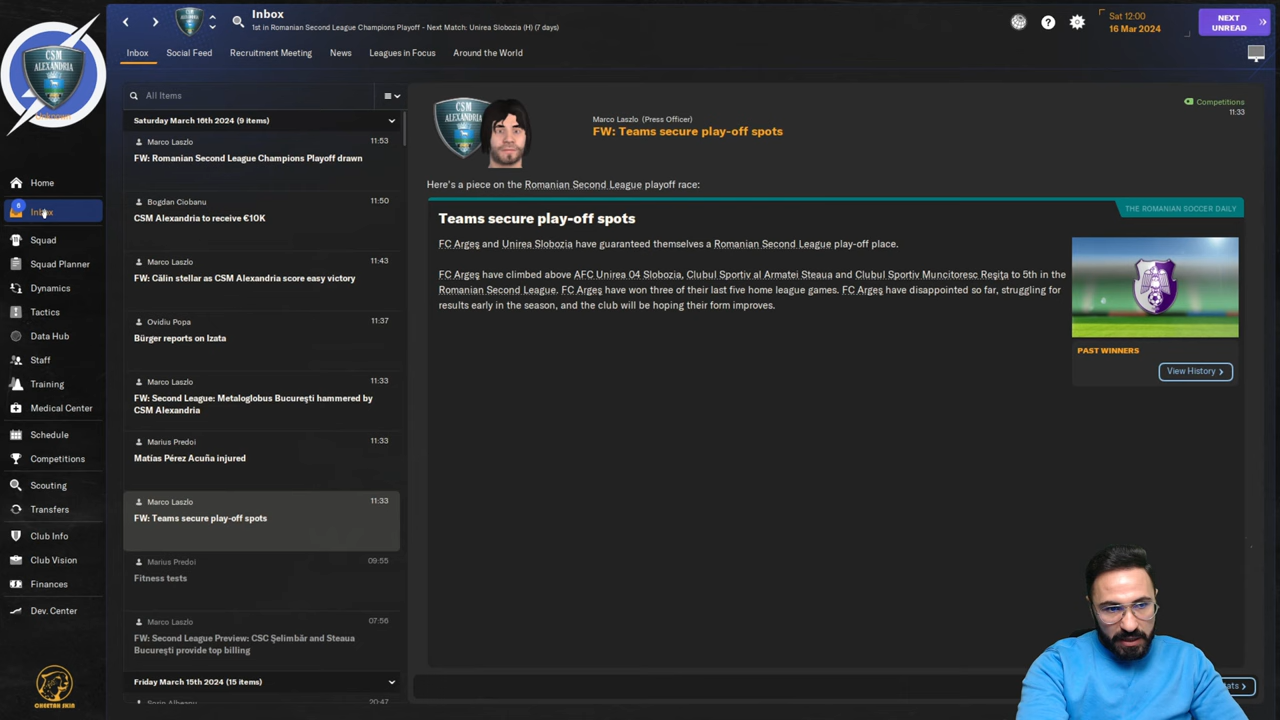 Inbox
1st in Romanian Second League Champions Playoff - Next Match: Unirea Slobozia (H) (7 days)
Sat 12:00
16 Mar 2024
NEXT
UNREAD
Inbox
Social Feed
Recruitment Meeting
News
Leagues in Focus
Around the World
CSM
ALEXANDRIA
Home
6
Inbox
Squad
Squad Planner
Dynamics
Tactics
Data Hub
Staff
Training
Medical Center
Schedule
Competitions
Scouting
Transfers
Club Info
Club Vision
Finances
Dev. Center
CHEETAH SKIN
All Items
Saturday March 16th 2024 (9 items)
Marco Laszlo
11:53
FW: Romanian Second League Champions Playoff drawn
Bogdan Ciobanu
11:50
CSM Alexandria to receive €10K
Marco Laszlo
11:43
FW: Călin stellar as CSM Alexandria score easy victory
Ovidiu Popa
11:37
Bürger reports on Izata
Marco Laszlo
11:33
FW: Second League: Metaloglobus Bucureşti hammered by
CSM Alexandria
Marius Predoi
11:33
Matías Pérez Acuña injured
Marco Laszlo
11:33
FW: Teams secure play-off spots
Marius Predoi
09:55
Fitness tests
Marco Laszlo
07:56
FW: Second League Preview: CSC Şelimbăr and Steaua
Bucureşti provide top billing
Friday March 15th 2024 (15 items)
Sorin Albeanu
20:47
CSM
ALEXANDRIA
Marco Laszlo (Press Officer)
FW: Teams secure play-off spots
Competitions
11:33
Here's a piece on the Romanian Second League playoff race:
THE ROMANIAN SOCCER DAILY
Teams secure play-off spots
FC Argeş and Unirea Slobozia have guaranteed themselves a Romanian Second League play-off place.
FC Argeş have climbed above AFC Unirea 04 Slobozia, Clubul Sportiv al Armatei Steaua and Clubul Sportiv Muncitoresc Reşiţa to 5th in the
Romanian Second League. FC Argeş have won three of their last five home league games. FC Argeş have disappointed so far, struggling for
results early in the season, and the club will be hoping their form improves.
PAST WINNERS
View History